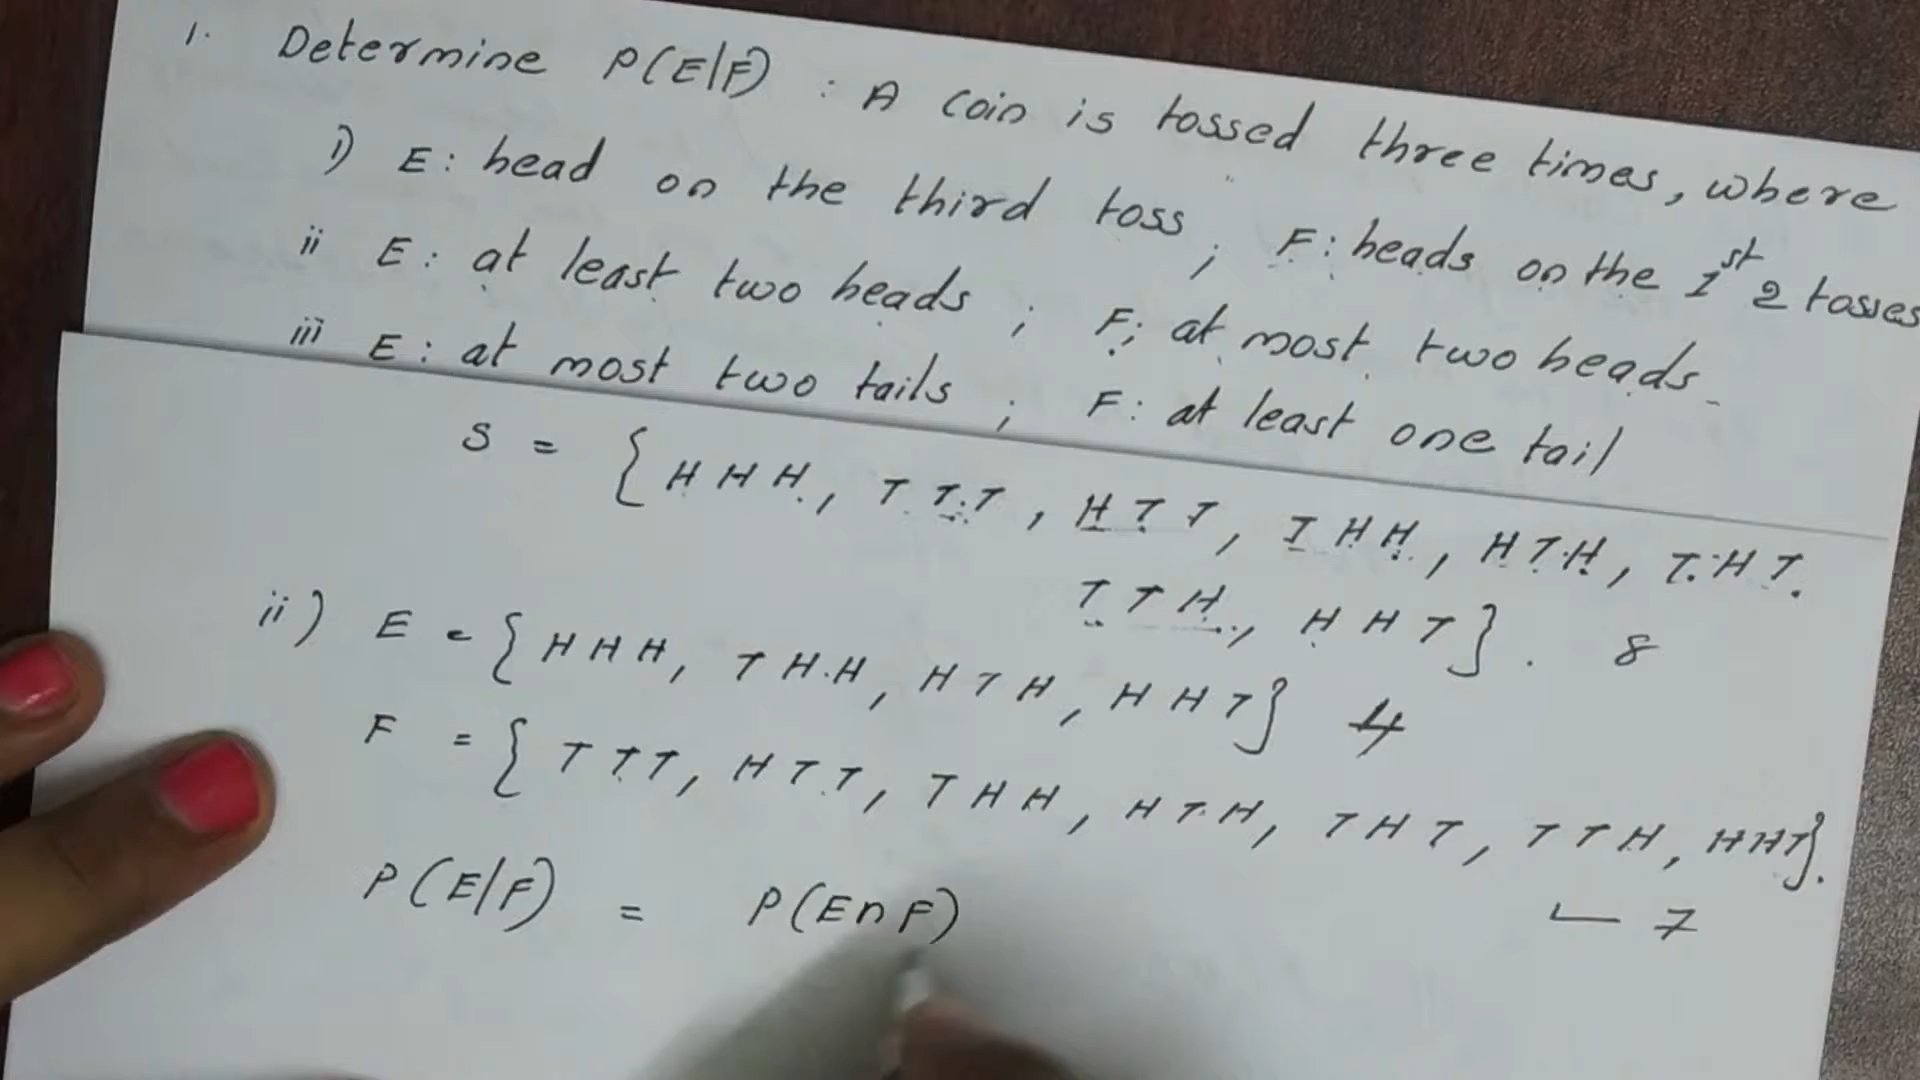 1. Determine P(E|F) : A coin is tossed three times, where
i) E: head on the third toss ; F: heads on the 1st 2 tosses
ii E: at least two heads ; F: at most two heads
iii E: at most two tails ; F: at least one tail
S = {HHH, TTT, HTT, THH, HTH, THT.
TTH, HHT}. 8
ii) E = {HHH, THH, HTH, HHT} 4
F = {TTT, HTT, THH, HTH, THT, TTH, HHT}.
— 7
P(E|F) = P(E∩F)